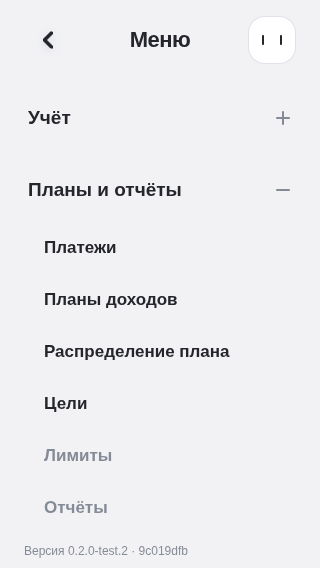 Меню
Учёт
Планы и отчёты
Платежи
Планы доходов
Распределение плана
Цели
Лимиты
Отчёты
Версия 0.2.0-test.2 · 9c019dfb